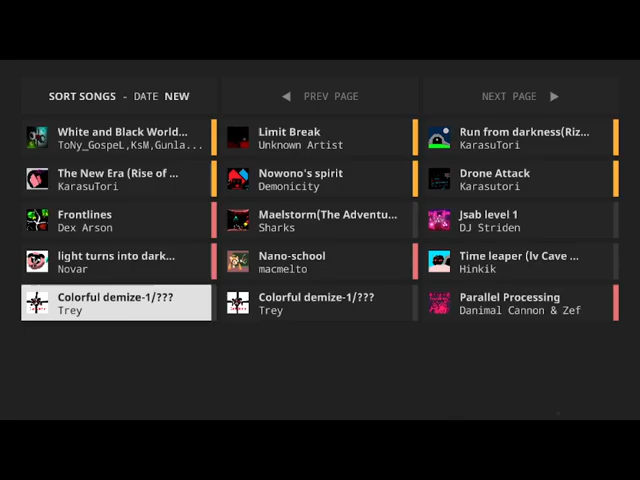 SORT SONGS - DATE NEW
PREV PAGE
NEXT PAGE
White and Black World...
ToNy_GospeL,KsM,Gunla...
Limit Break
Unknown Artist
Run from darkness(Riz...
KarasuTori
The New Era (Rise of ...
KarasuTori
Nowono's spirit
Demonicity
Drone Attack
Karasutori
Frontlines
Dex Arson
Maelstorm(The Adventu...
Sharks
Jsab level 1
DJ Striden
light turns into dark...
Novar
Nano-school
macmelto
Time leaper (lv Cave ...
Hinkik
Colorful demize-1/???
Trey
Colorful demize-1/???
Trey
Parallel Processing
Danimal Cannon & Zef